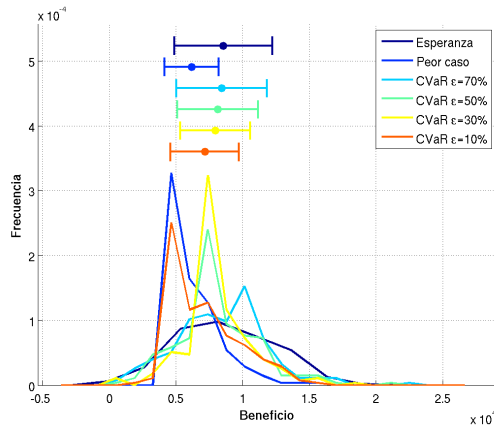 x 10⁻⁴
5
4
3
2
1
0
Frecuencia
-0.5
0
0.5
1
1.5
2
2.5
3
Beneficio
Esperanza
Peor caso
CVaR ε=70%
CVaR ε=50%
CVaR ε=30%
CVaR ε=10%